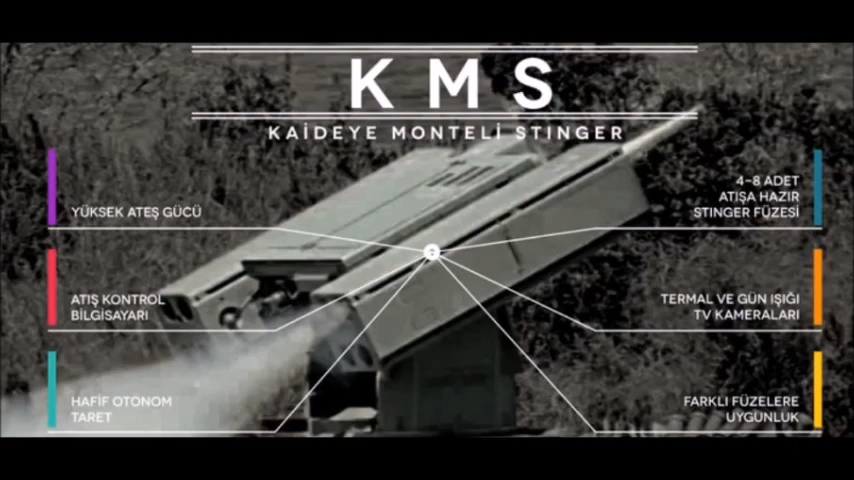 KMS
KAİDEYE MONTELİ STINGER
YÜKSEK ATEŞ GÜCÜ
4-8 ADET
ATIŞA HAZIR
STINGER FÜZESİ
ATIŞ KONTROL
BİLGİSAYARI
TERMAL VE GÜN IŞIĞI
TV KAMERALARI
HAFİF OTONOM
TARET
FARKLI FÜZELERE
UYGUNLUK